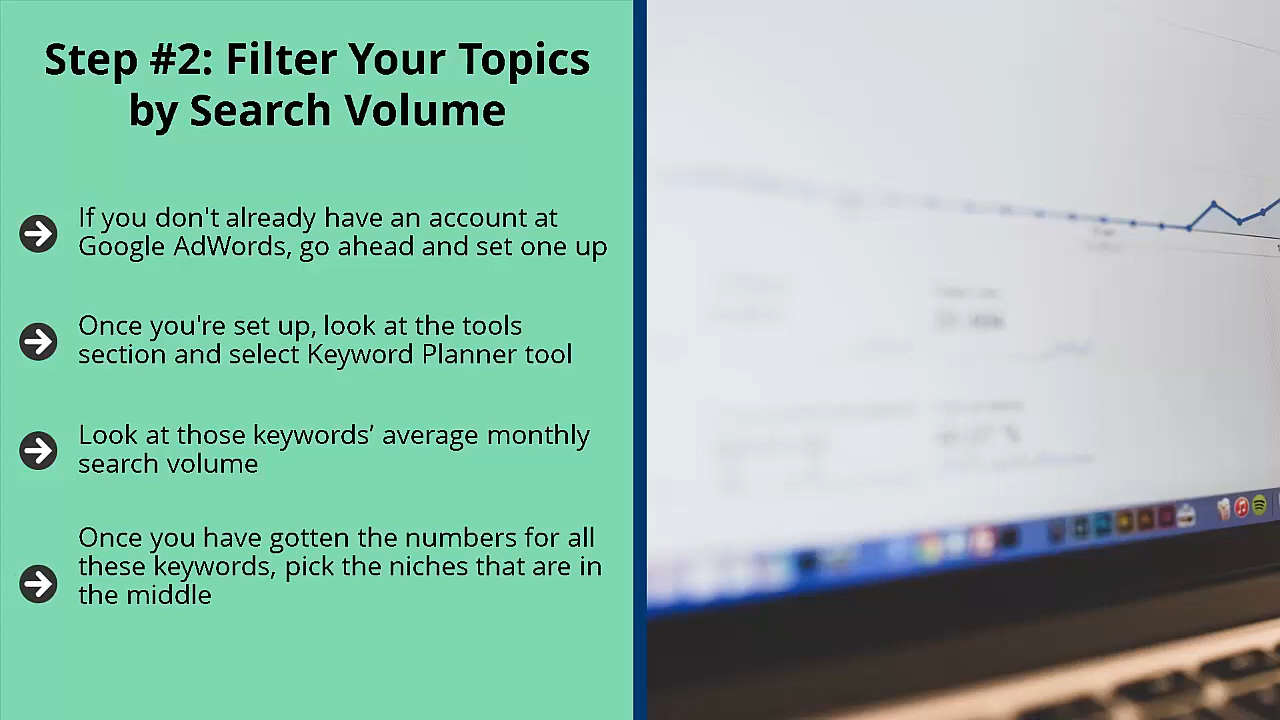 Step #2: Filter Your Topics
by Search Volume
If you don't already have an account at
Google AdWords, go ahead and set one up
Once you're set up, look at the tools
section and select Keyword Planner tool
Look at those keywords’ average monthly
search volume
Once you have gotten the numbers for all
these keywords, pick the niches that are in
the middle